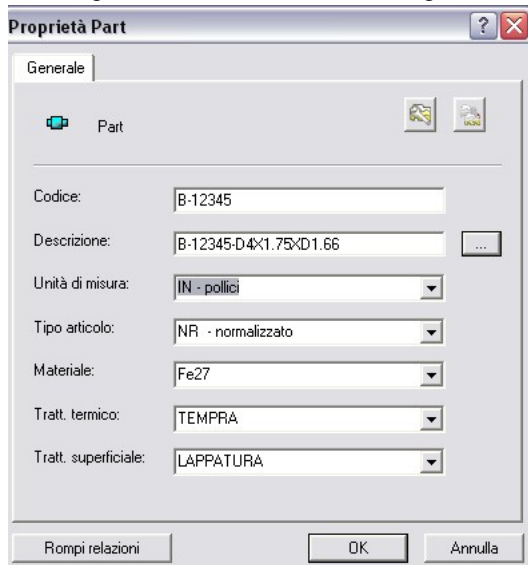 Proprietà Part
Generale
Part
Codice: B-12345
Descrizione: B-12345-D4X1.75XD1.66 ...
Unità di misura: IN - pollici
Tipo articolo: NR - normalizzato
Materiale: Fe27
Tratt. termico: TEMPRA
Tratt. superficiale: LAPPATURA
Rompi relazioni OK Annulla